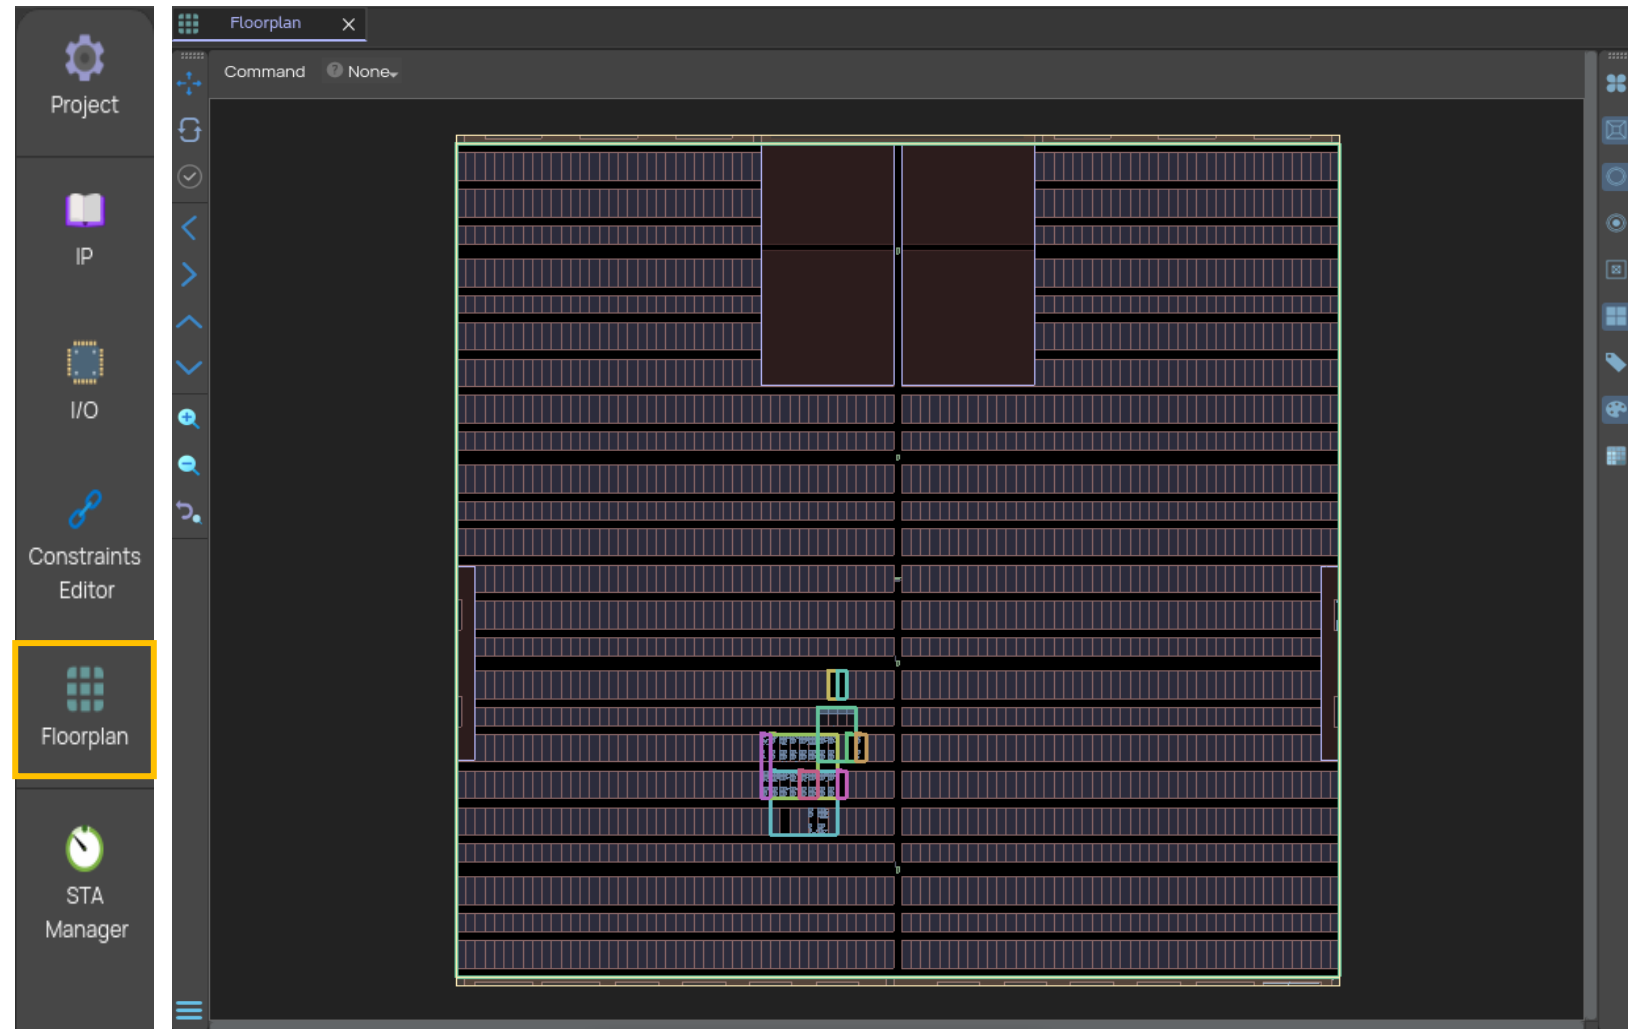 Project
IP
I/O
Constraints
Editor
Floorplan
STA
Manager
Floorplan
Command
None